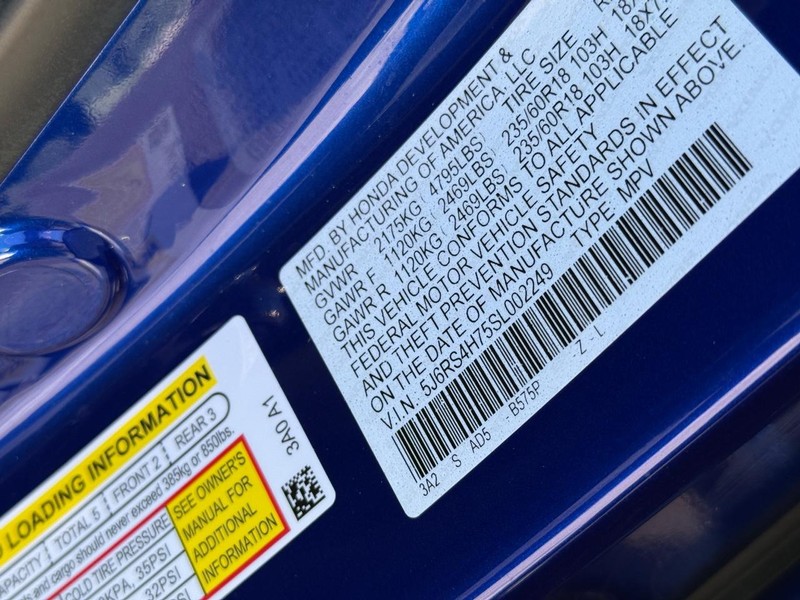 MFD. BY HONDA DEVELOPMENT &
MANUFACTURING OF AMERICA, LLC
TIRE SIZE
GVWR 2175KG 4795LBS
GAWR F 1120KG 2469LBS 235/60R18 103H
GAWR R 1120KG 2469LBS 235/60R18 103H
THIS VEHICLE CONFORMS TO ALL APPLICABLE
FEDERAL MOTOR VEHICLE SAFETY
AND THEFT PREVENTION STANDARDS IN EFFECT
ON THE DATE OF MANUFACTURE SHOWN ABOVE.
V.I.N: 5J6RS4H75SL002249 TYPE MPV
3A2 S AD5 - B575P - Z - L
LOADING INFORMATION
TOTAL 5 FRONT 2 REAR 3
and cargo should never exceed 385kg or 850lbs.
COLD TIRE PRESSURE
35PSI
32PSI
SEE OWNER'S
MANUAL FOR
ADDITIONAL
INFORMATION
3A0 A1